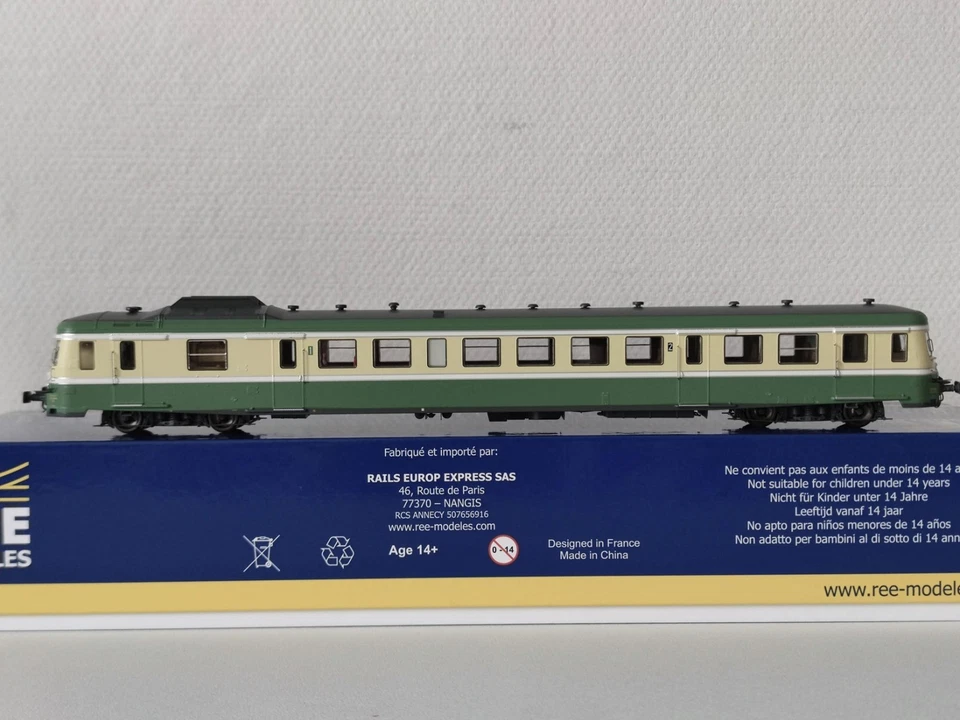 1
2
Fabriqué et importé par:
RAILS EUROP EXPRESS SAS
46, Route de Paris
77370 – NANGIS
RCS ANNECY 507656916
www.ree-modeles.com
Age 14+
0 - 14
Designed in France
Made in China
Ne convient pas aux enfants de moins de 14 a
Not suitable for children under 14 years
Nicht für Kinder unter 14 Jahre
Leeftijd vanaf 14 jaar
No apto para niños menores de 14 años
Non adatto per bambini al di sotto di 14 ann
E
LES
www.ree-modele